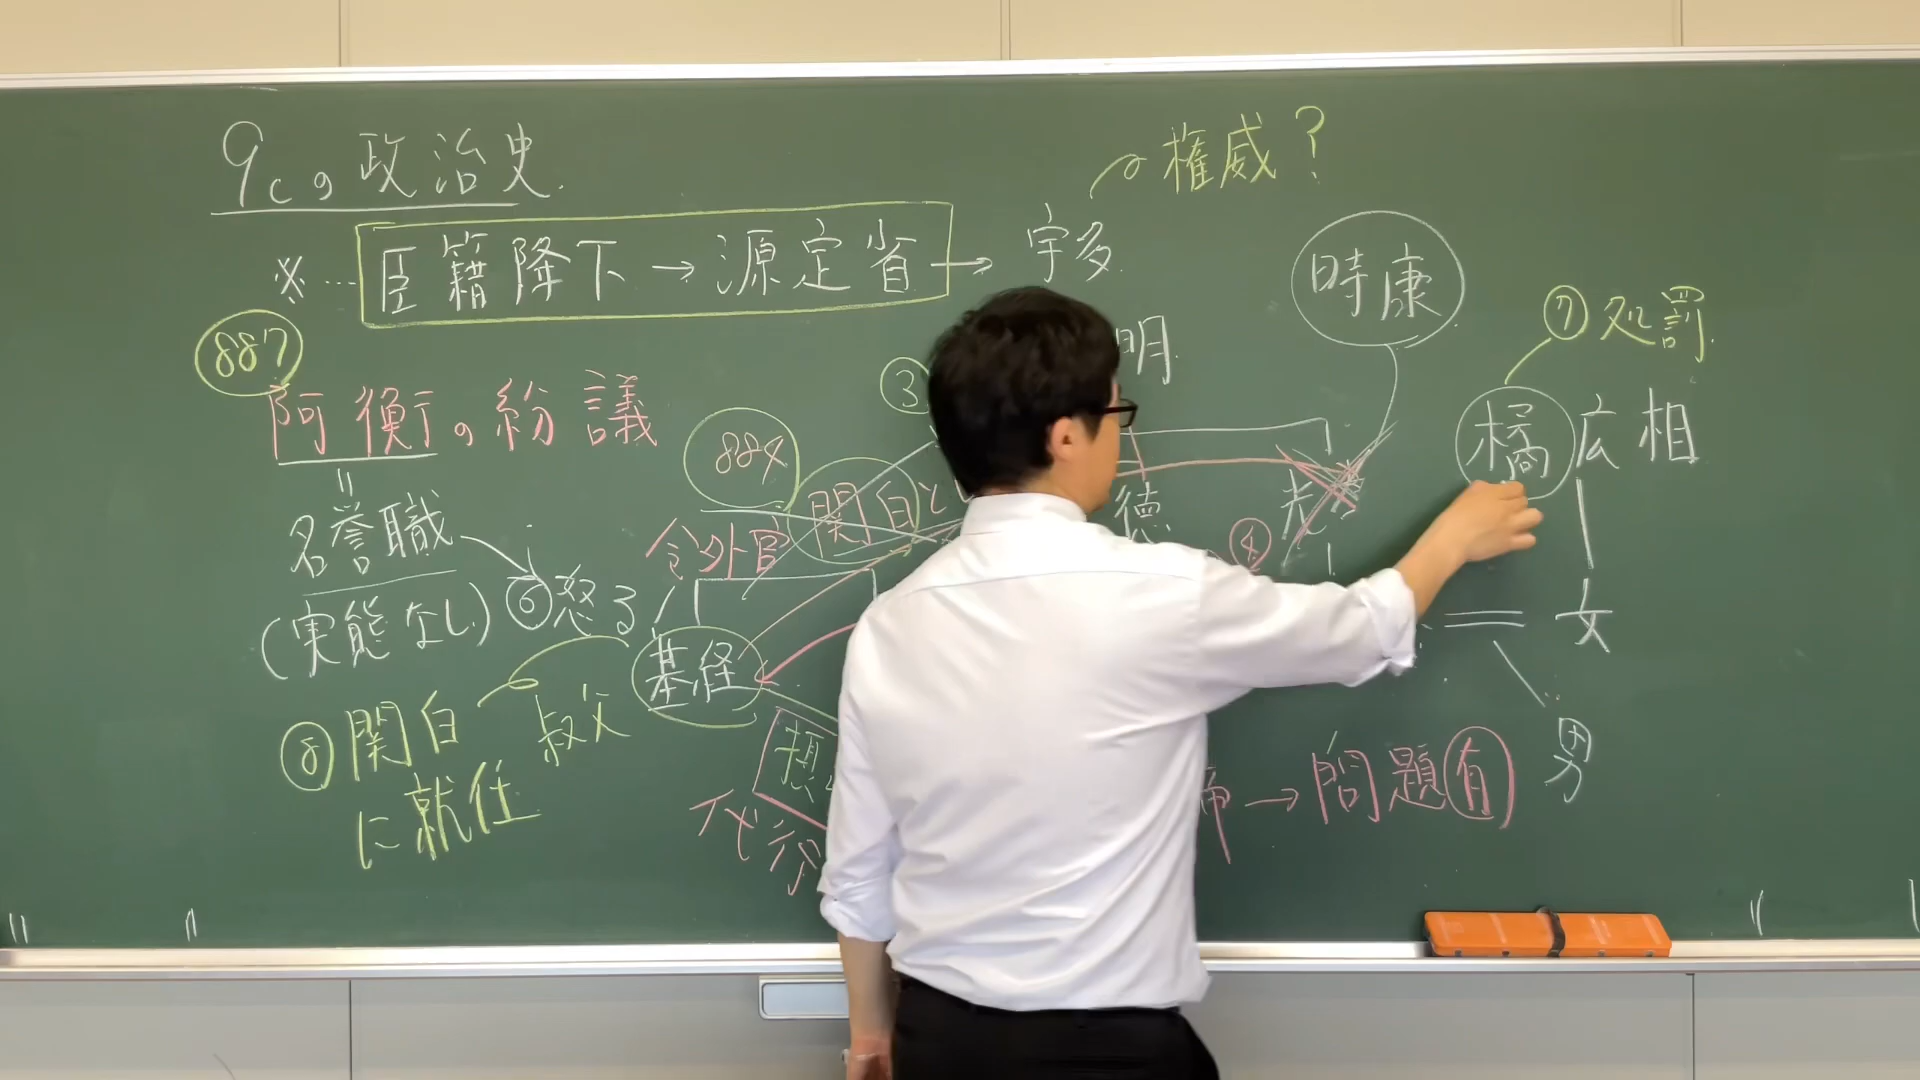 9cの政治史.
※…臣籍降下→源定省→宇多.
権威?
887
阿衡の紛議
名誉職
(実態なし)
⑥怒る
⑧関白
に就任
叔父
884
関白と
令外官
基経
③
明.
徳
光
④
時康
⑦処罰.
橘広相
女
男
→問題有